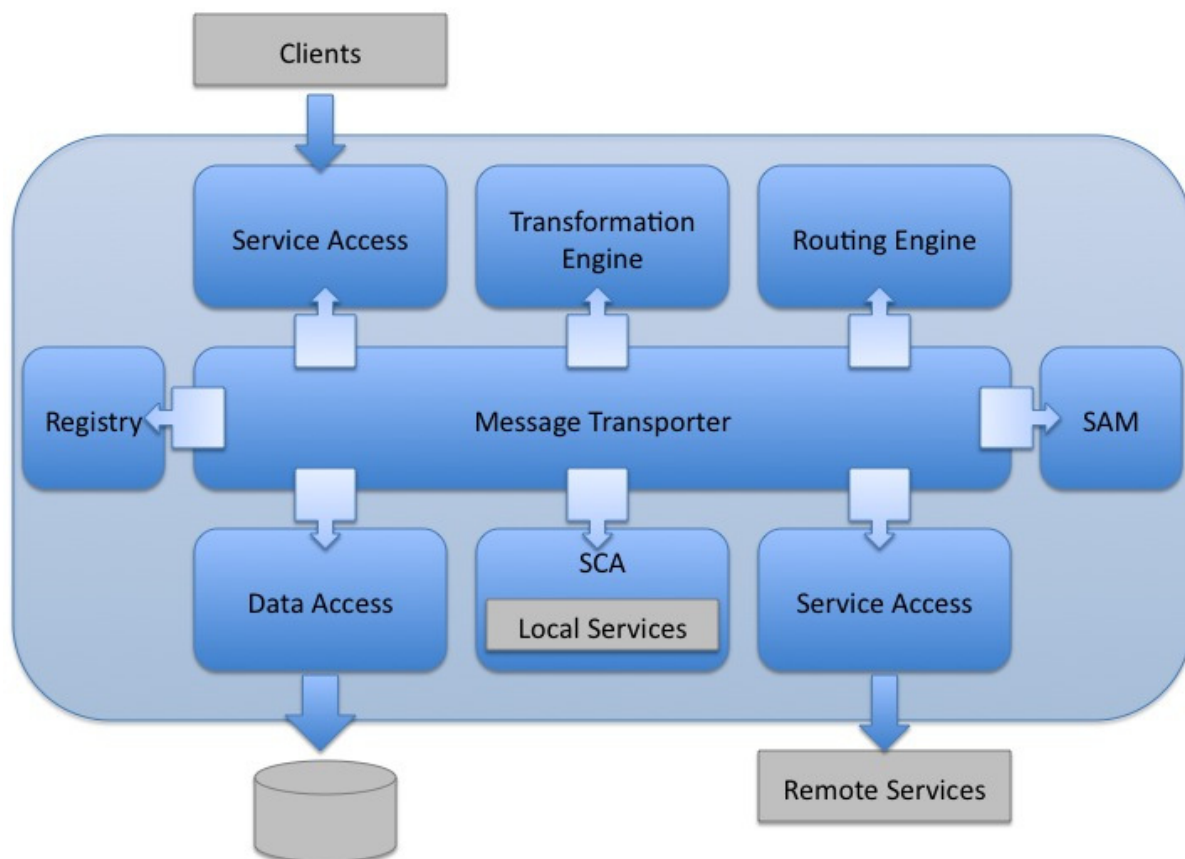 Clients
Service Access
Transformation
Engine
Routing Engine
Registry
Message Transporter
SAM
Data Access
SCA
Local Services
Service Access
Remote Services